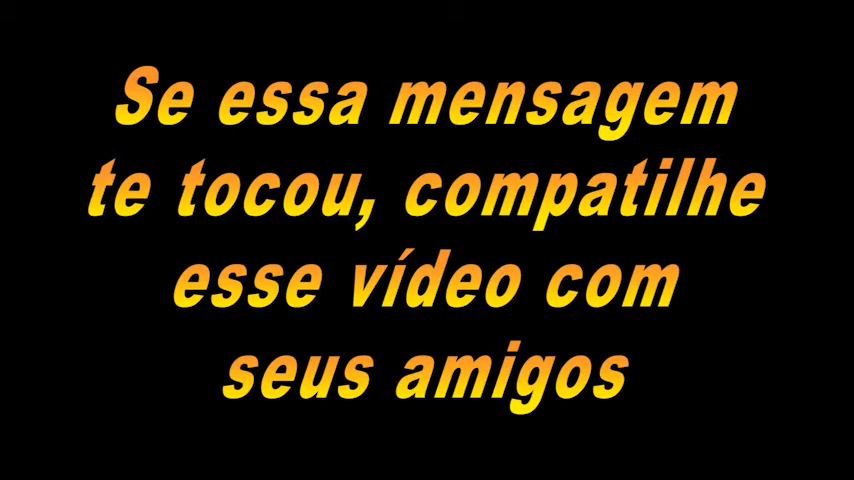 Se essa mensagem
te tocou, compatilhe
esse vídeo com
seus amigos